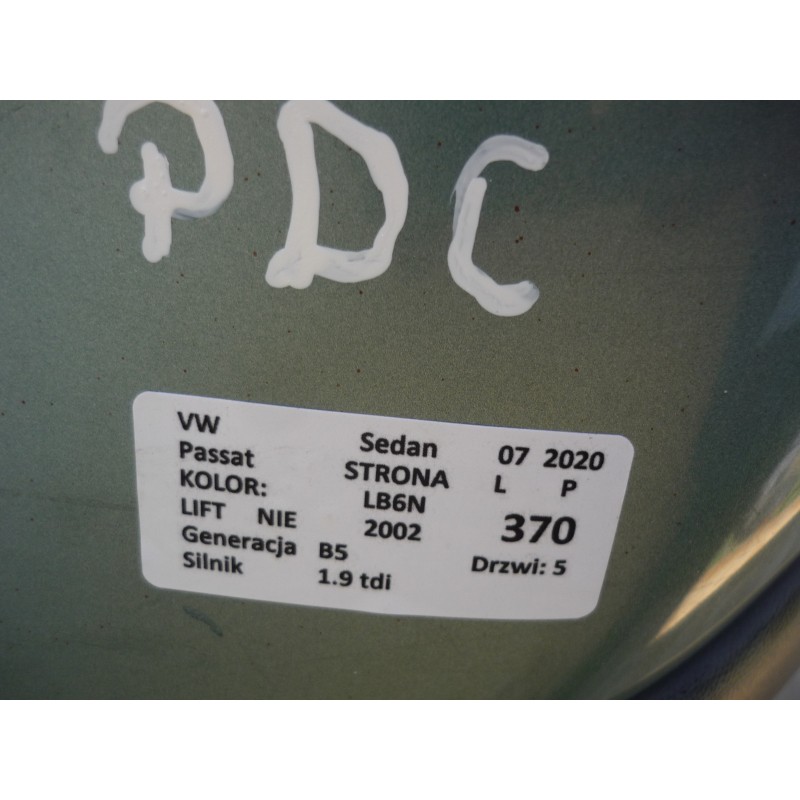 PDC
VW
Passat Sedan 07 2020
KOLOR: STRONA L P
LIFT NIE LB6N
Generacja B5 2002 370
Silnik 1.9 tdi Drzwi: 5